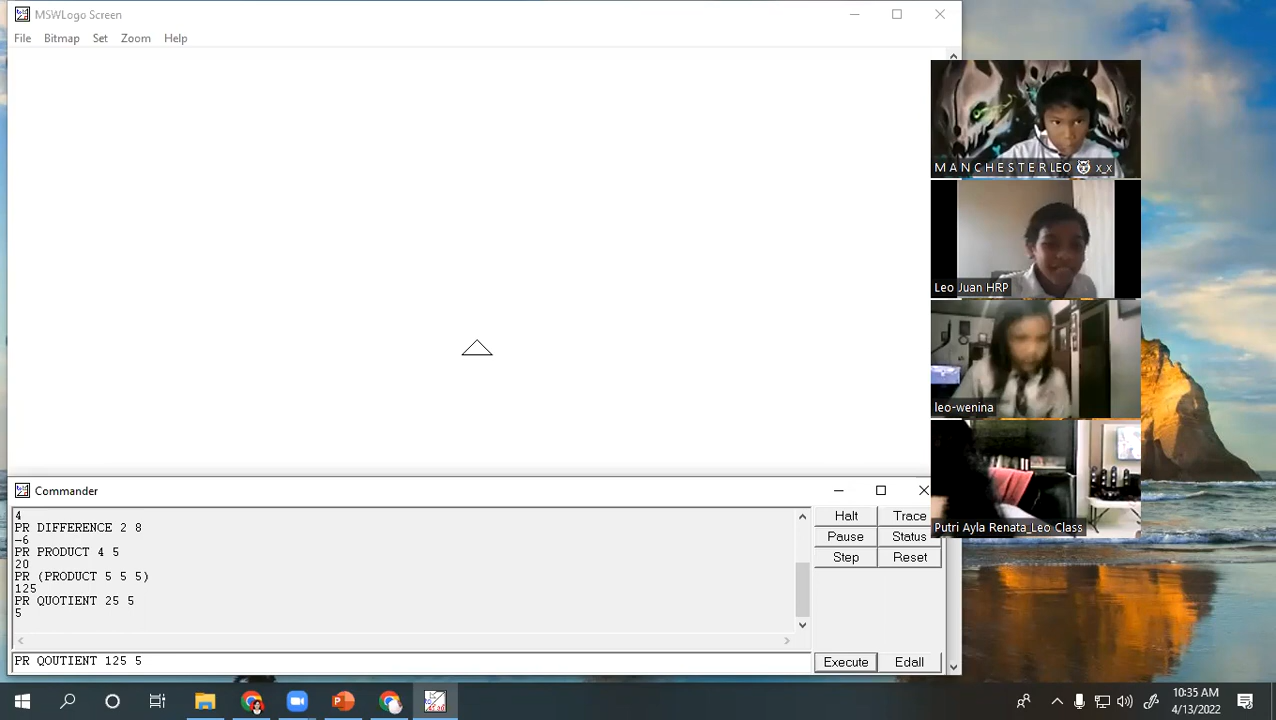 MSWLogo Screen
File Bitmap Set Zoom Help
M A N C H E S T E R LEO 😼 x_x
Leo Juan HRP
leo-wenina
Putri Ayla Renata_Leo Class
Commander
4
PR DIFFERENCE 2 8
-6
PR PRODUCT 4 5
20
PR (PRODUCT 5 5 5)
125
PR QUOTIENT 25 5
5
PR QOUTIENT 125 5
Halt Trace
Pause Status
Step Reset
Execute Edall
10:35 AM
4/13/2022